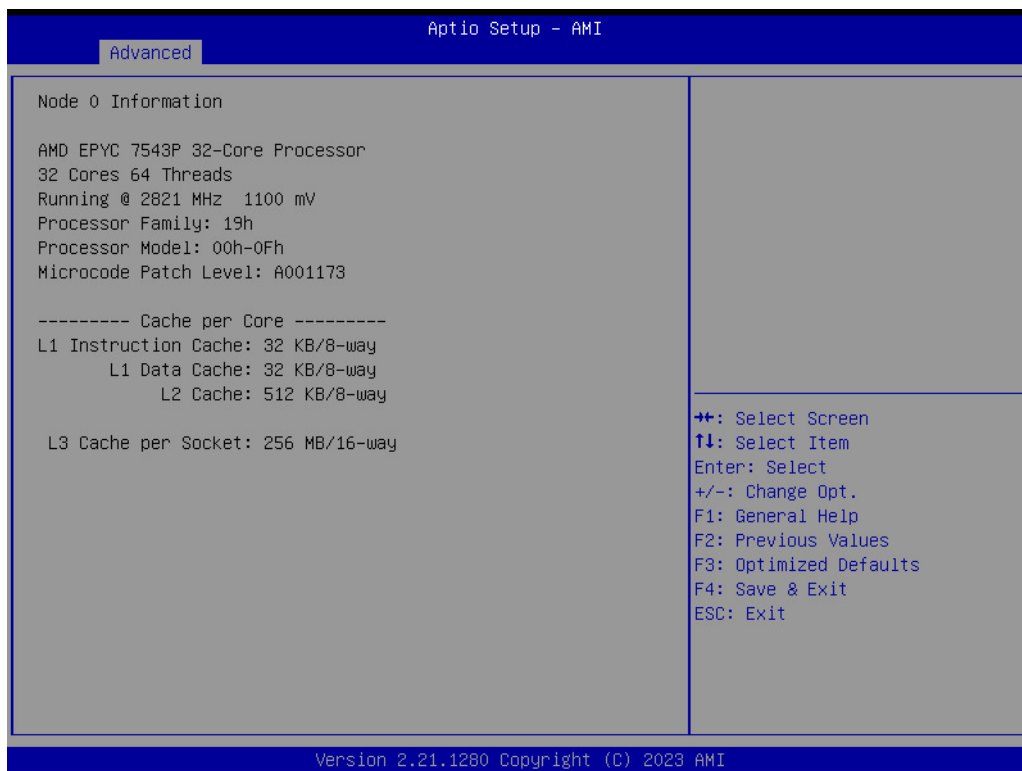 Aptio Setup – AMI
Advanced
Node 0 Information
AMD EPYC 7543P 32-Core Processor
32 Cores 64 Threads
Running @ 2821 MHz  1100 mV
Processor Family: 19h
Processor Model: 00h-0Fh
Microcode Patch Level: A001173
--------- Cache per Core ---------
L1 Instruction Cache: 32 KB/8-way
L1 Data Cache: 32 KB/8-way
L2 Cache: 512 KB/8-way
L3 Cache per Socket: 256 MB/16-way
→←: Select Screen
↑↓: Select Item
Enter: Select
+/-: Change Opt.
F1: General Help
F2: Previous Values
F3: Optimized Defaults
F4: Save & Exit
ESC: Exit
Version 2.21.1280 Copyright (C) 2023 AMI